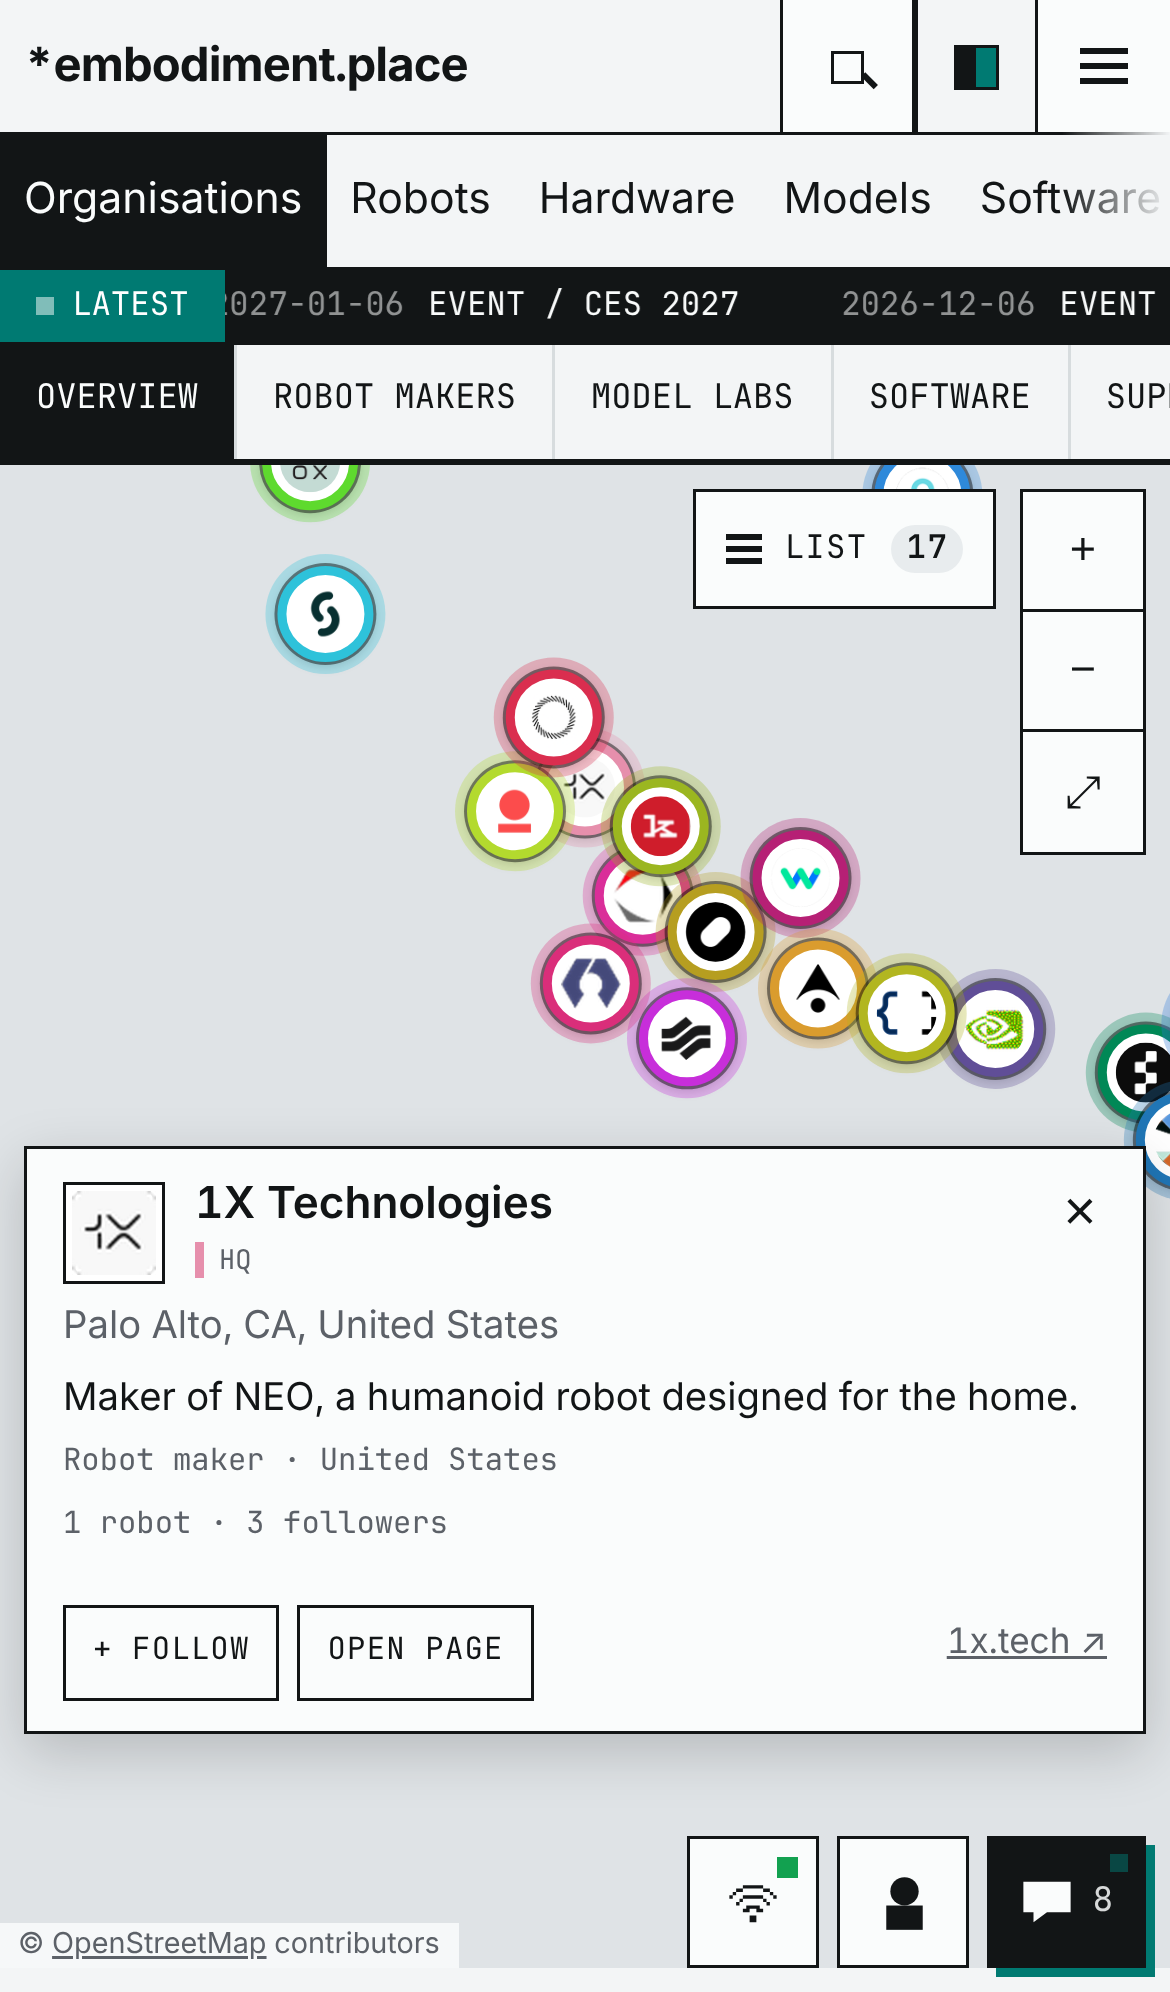 *embodiment.place
Organisations Robots Hardware Models Software
LATEST 2027-01-06 EVENT / CES 2027 2026-12-06 EVENT
OVERVIEW ROBOT MAKERS MODEL LABS SOFTWARE
LIST 17
+
−
1X Technologies
HQ
Palo Alto, CA, United States
Maker of NEO, a humanoid robot designed for the home.
Robot maker · United States
1 robot · 3 followers
+ FOLLOW OPEN PAGE 1x.tech ↗
8
© OpenStreetMap contributors